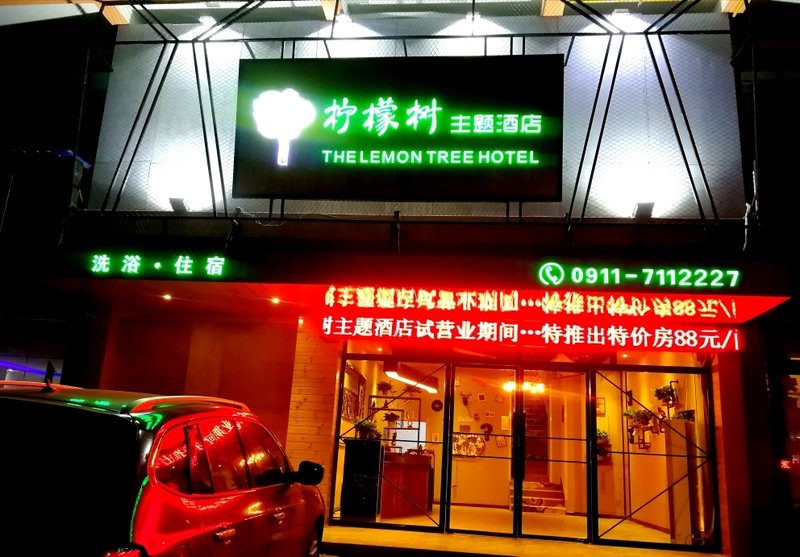 柠檬树 主题酒店
THE LEMON TREE HOTEL
洗浴·住宿
0911-7112227
树主题酒店试营业期间…特推出特价房88元/